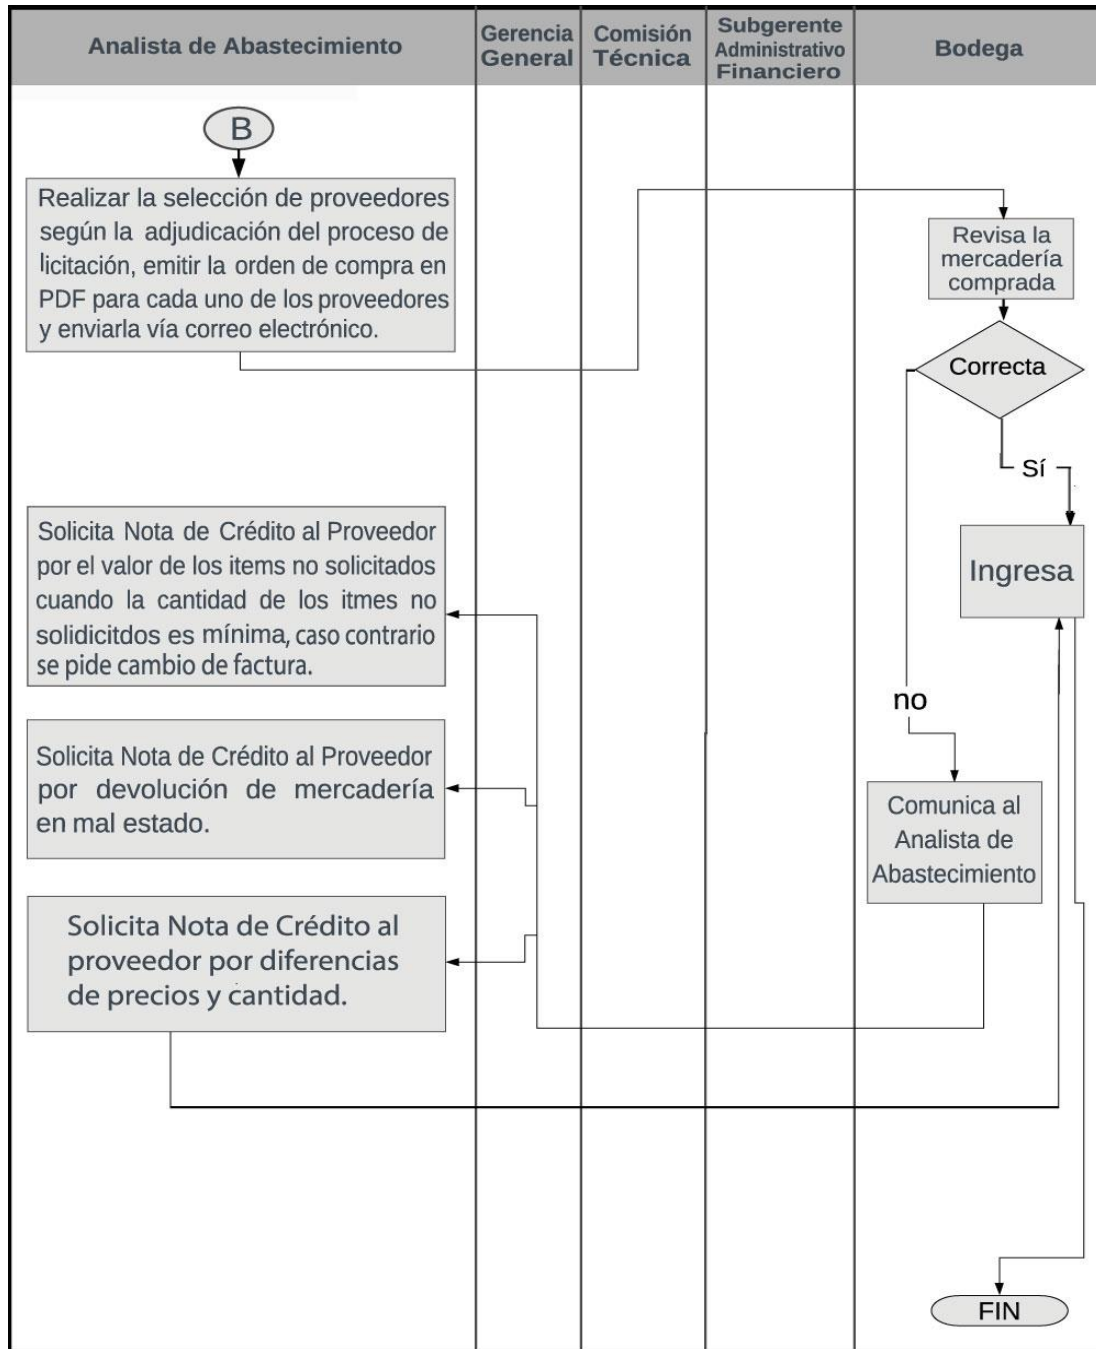 Analista de Abastecimiento
Gerencia
General
Comisión
Técnica
Subgerente
Administrativo
Financiero
Bodega
B
Realizar la selección de proveedores
según la adjudicación del proceso de
licitación, emitir la orden de compra en
PDF para cada uno de los proveedores
y enviarla vía correo electrónico.
Revisa la
mercadería
comprada
Correcta
Sí
Ingresa
no
Comunica al
Analista de
Abastecimiento
Solicita Nota de Crédito al Proveedor
por el valor de los items no solicitados
cuando la cantidad de los itmes no
solidicitdos es mínima, caso contrario
se pide cambio de factura.
Solicita Nota de Crédito al Proveedor
por devolución de mercadería
en mal estado.
Solicita Nota de Crédito al
proveedor por diferencias
de precios y cantidad.
FIN